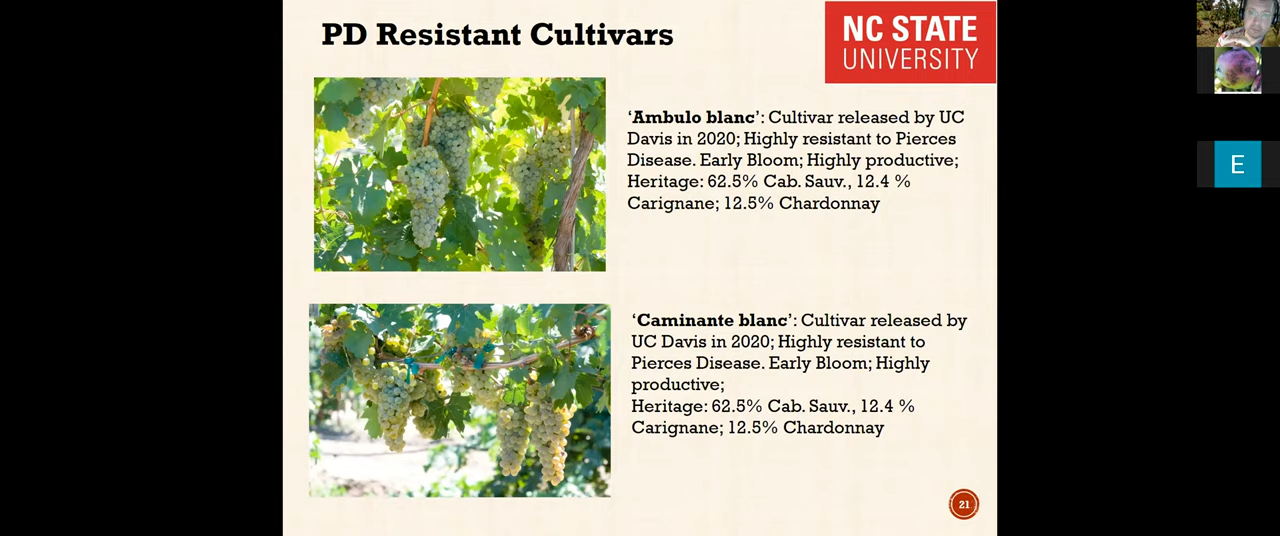 PD Resistant Cultivars
NC STATE
UNIVERSITY
‘Ambulo blanc’: Cultivar released by UC
Davis in 2020; Highly resistant to Pierces
Disease. Early Bloom; Highly productive;
Heritage: 62.5% Cab. Sauv., 12.4 %
Carignane; 12.5% Chardonnay
‘Caminante blanc’: Cultivar released by
UC Davis in 2020; Highly resistant to
Pierces Disease. Early Bloom; Highly
productive;
Heritage: 62.5% Cab. Sauv., 12.4 %
Carignane; 12.5% Chardonnay
21
E